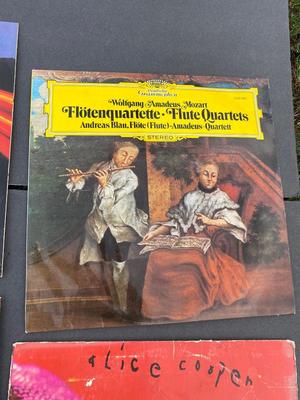 Deutsche
Grammophon
Wolfgang Amadeus Mozart
Flötenquartette · Flute Quartets
Andreas Blau, Flöte (Flute) · Amadeus-Quartett
STEREO
alice cooper